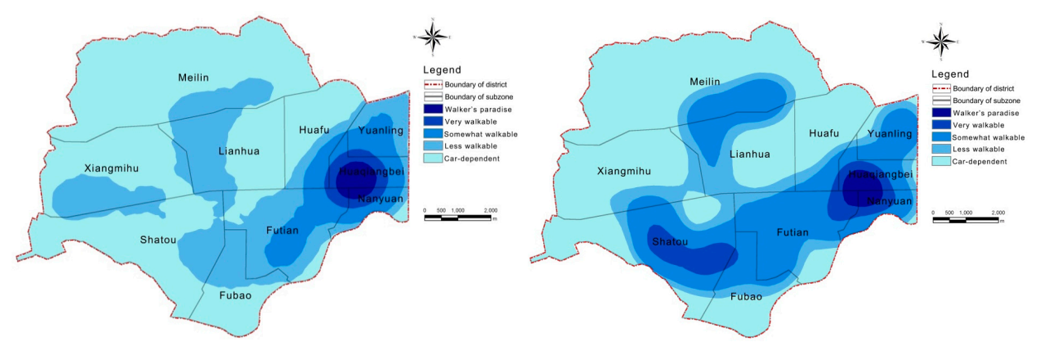 Legend
Boundary of district
Boundary of subzone
Walker's paradise
Very walkable
Somewhat walkable
Less walkable
Car-dependent
0 500 1.000 2.000
m
Meilin
Huafu
Yuanling
Lianhua
Xiangmihu
Huaqiangbei
Nanyuan
Shatou
Futian
Fubao
Legend
Boundary of district
Boundary of subzone
Walker's paradise
Very walkable
Somewhat walkable
Less walkable
Car-dependent
0 500 1.000 2.000
m
Meilin
Huafu
Yuanling
Lianhua
Xiangmihu
Huaqiangbei
Nanyuan
Shatou
Futian
Fubao